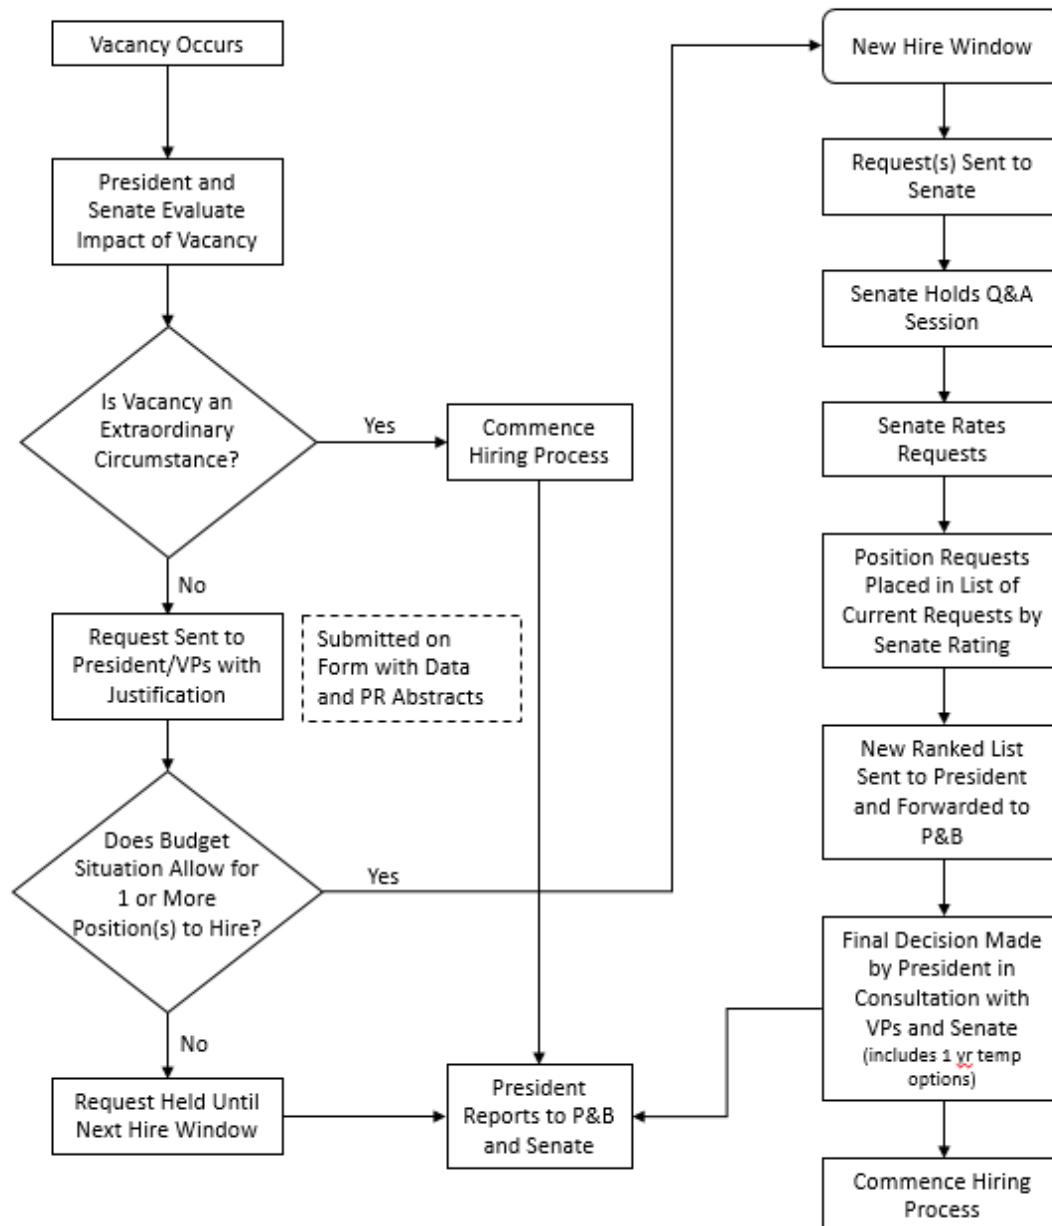 Vacancy Occurs
President and
Senate Evaluate
Impact of Vacancy
Is Vacancy an
Extraordinary
Circumstance?
Yes
Commence
Hiring Process
No
Request Sent to
President/VPs with
Justification
Submitted on
Form with Data
and PR Abstracts
Does Budget
Situation Allow for
1 or More
Position(s) to Hire?
Yes
No
Request Held Until
Next Hire Window
President
Reports to P&B
and Senate
New Hire Window
Request(s) Sent to
Senate
Senate Holds Q&A
Session
Senate Rates
Requests
Position Requests
Placed in List of
Current Requests by
Senate Rating
New Ranked List
Sent to President
and Forwarded to
P&B
Final Decision Made
by President in
Consultation with
VPs and Senate
(includes 1 yr temp
options)
Commence Hiring
Process